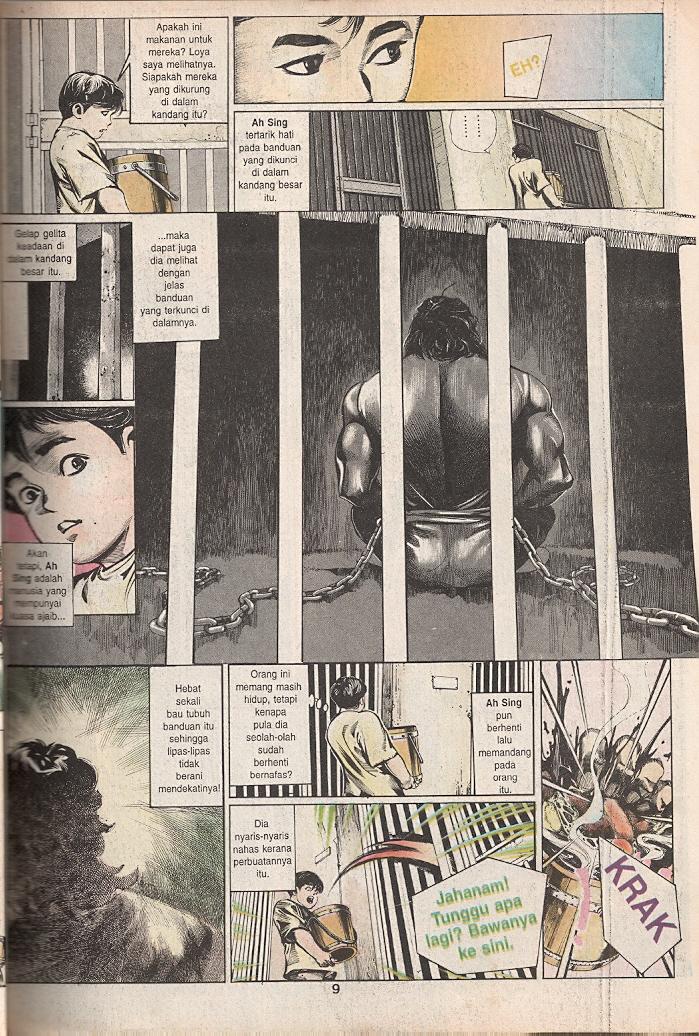 Apakah ini
makanan untuk
mereka? Loya
saya melihatnya.
Siapakah mereka
yang dikurung
di dalam
kandang itu?
EH?
Ah Sing
tertarik hati
pada banduan
yang dikunci
di dalam
kandang besar
itu.
Gelap gelita
keadaan di
dalam kandang
besar itu.
...maka
dapat juga
dia melihat
dengan
jelas
banduan
yang terkunci di
dalamnya.
Akan
tetapi, Ah
Sing adalah
manusia yang
mempunyai
kuasa ajaib...
Hebat
sekali
bau tubuh
banduan itu
sehingga
lipas-lipas
tidak
berani
mendekatinya!
Orang ini
memang masih
hidup, tetapi
kenapa
pula dia
seolah-olah
sudah
berhenti
bernafas?
Ah Sing
pun
berhenti
lalu
memandang
pada
orang
itu.
Dia
nyaris-nyaris
nahas kerana
perbuatannya
itu.
Jahanam!
Tunggu apa
lagi? Bawanya
ke sini.
KRAK
9